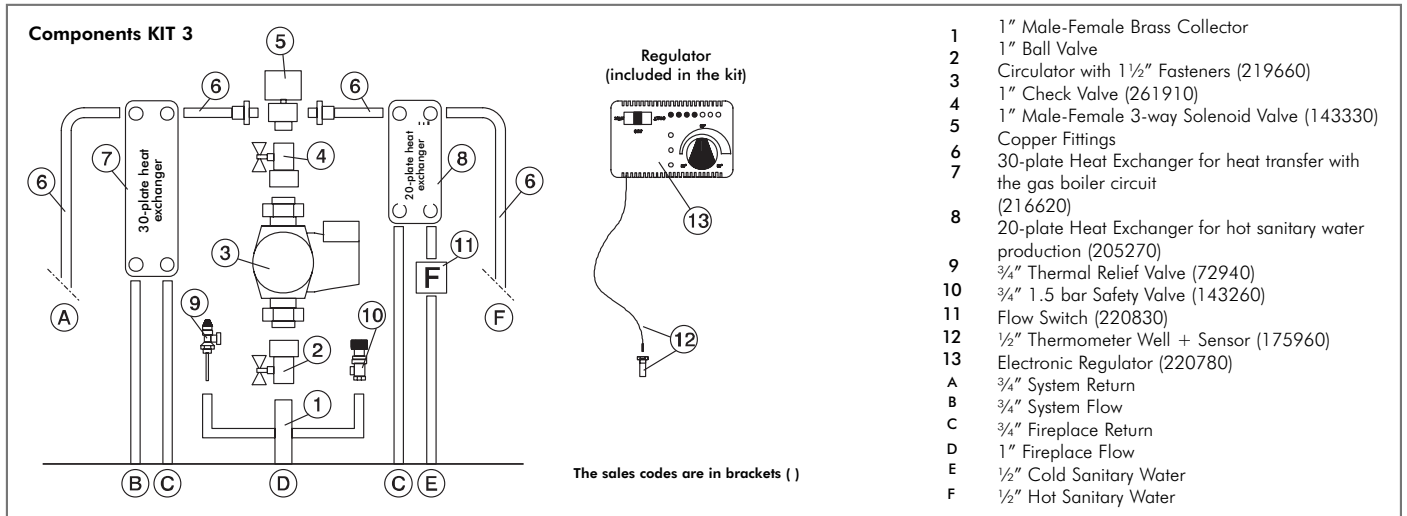 Components KIT 3
5
6
6
7
30-plate heat
exchanger
4
8
20-plate heat
exchanger
6
6
3
11
F
9
10
A
F
2
1
B
C
D
C
E
Regulator
(included in the kit)
13
12
The sales codes are in brackets ( )
1 1″ Male-Female Brass Collector
2 1″ Ball Valve
3 Circulator with 1½″ Fasteners (219660)
4 1″ Check Valve (261910)
5 1″ Male-Female 3-way Solenoid Valve (143330)
6 Copper Fittings
7 30-plate Heat Exchanger for heat transfer with
the gas boiler circuit
(216620)
8 20-plate Heat Exchanger for hot sanitary water
production (205270)
9 ¾″ Thermal Relief Valve (72940)
10 ¾″ 1.5 bar Safety Valve (143260)
11 Flow Switch (220830)
12 ½″ Thermometer Well + Sensor (175960)
13 Electronic Regulator (220780)
A ¾″ System Return
B ¾″ System Flow
C ¾″ Fireplace Return
D 1″ Fireplace Flow
E ½″ Cold Sanitary Water
F ½″ Hot Sanitary Water